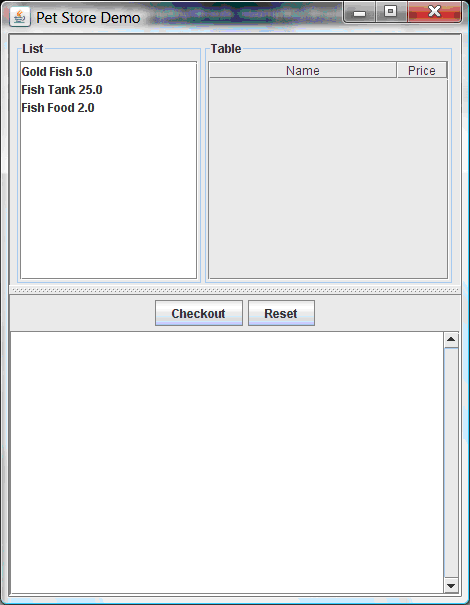 Pet Store Demo
List
Table
Gold Fish 5.0
Fish Tank 25.0
Fish Food 2.0
Name Price
Checkout Reset